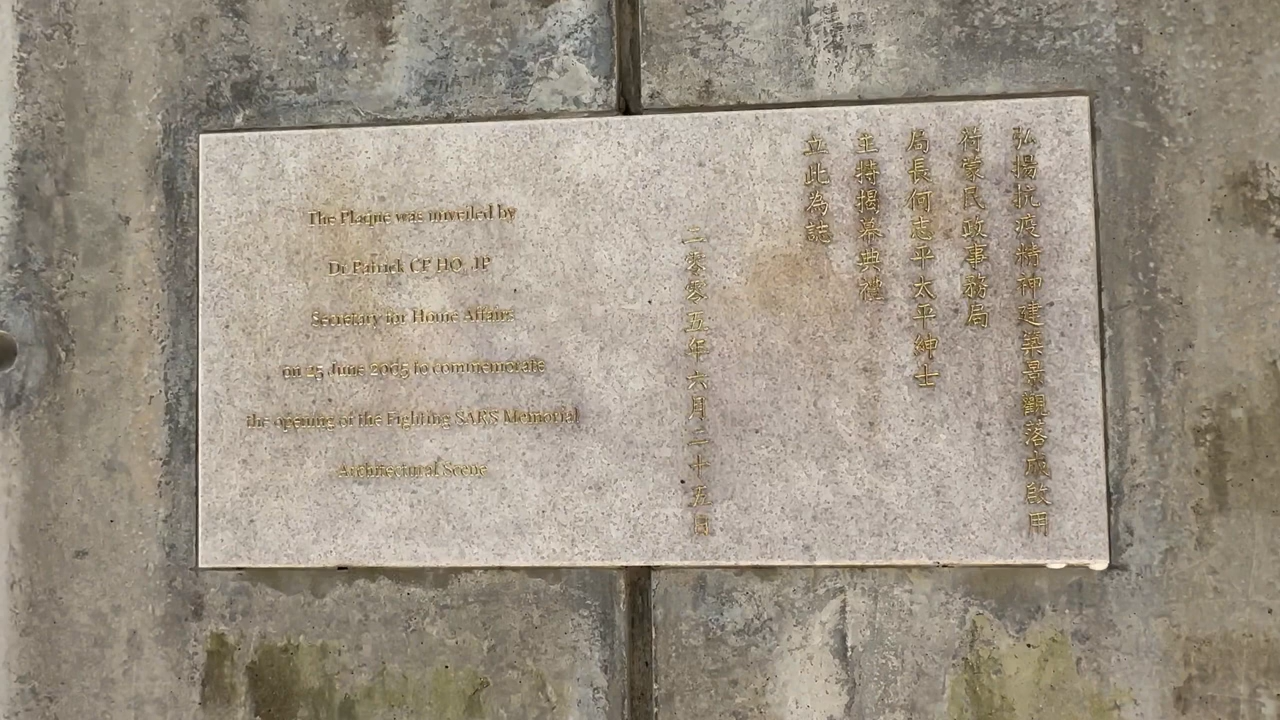 The Plaque was unveiled by
Dr Patrick CP HO, JP
Secretary for Home Affairs
on 25 June 2005 to commemorate
the opening of the Fighting SARS Memorial
Architectural Scene
弘揚抗疫精神建築景觀落成啟用
荷蒙民政事務局
局長何志平太平紳士
主持揭幕典禮
立此為誌
二零零五年六月二十五日